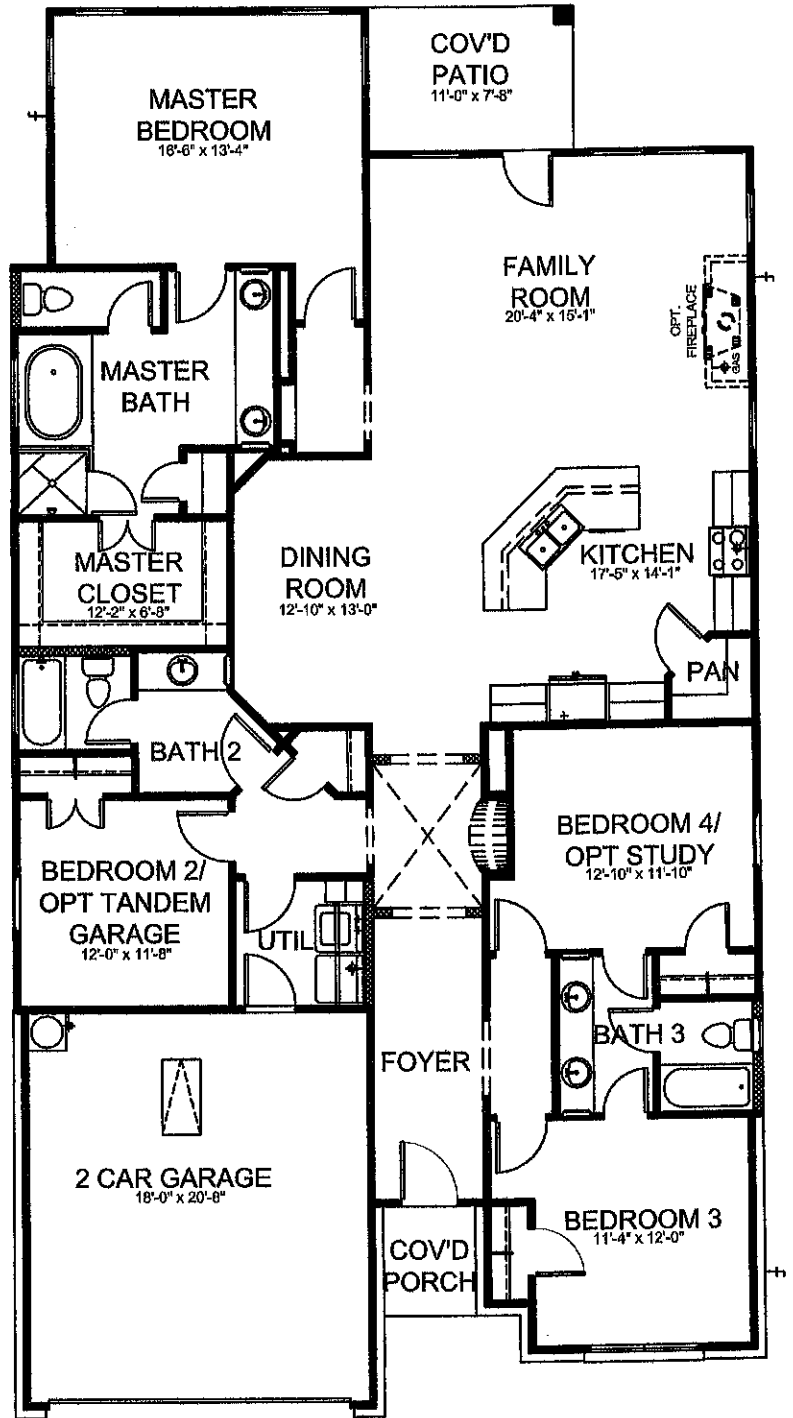 COV'D
PATIO
11'-0" x 7'-8"
MASTER
BEDROOM
16'-6" x 13'-4"
FAMILY
ROOM
20'-4" x 15'-1"
OPT.
FIREPLACE
GAS
MASTER
BATH
DINING
ROOM
12'-10" x 13'-0"
KITCHEN
17'-5" x 14'-1"
MASTER
CLOSET
12'-2" x 6'-8"
PAN
BATH 2
BEDROOM 4/
OPT STUDY
12'-10" x 11'-10"
BEDROOM 2/
OPT TANDEM
GARAGE
12'-0" x 11'-8"
UTIL
BATH 3
FOYER
2 CAR GARAGE
18'-0" x 20'-8"
BEDROOM 3
11'-4" x 12'-0"
COV'D
PORCH